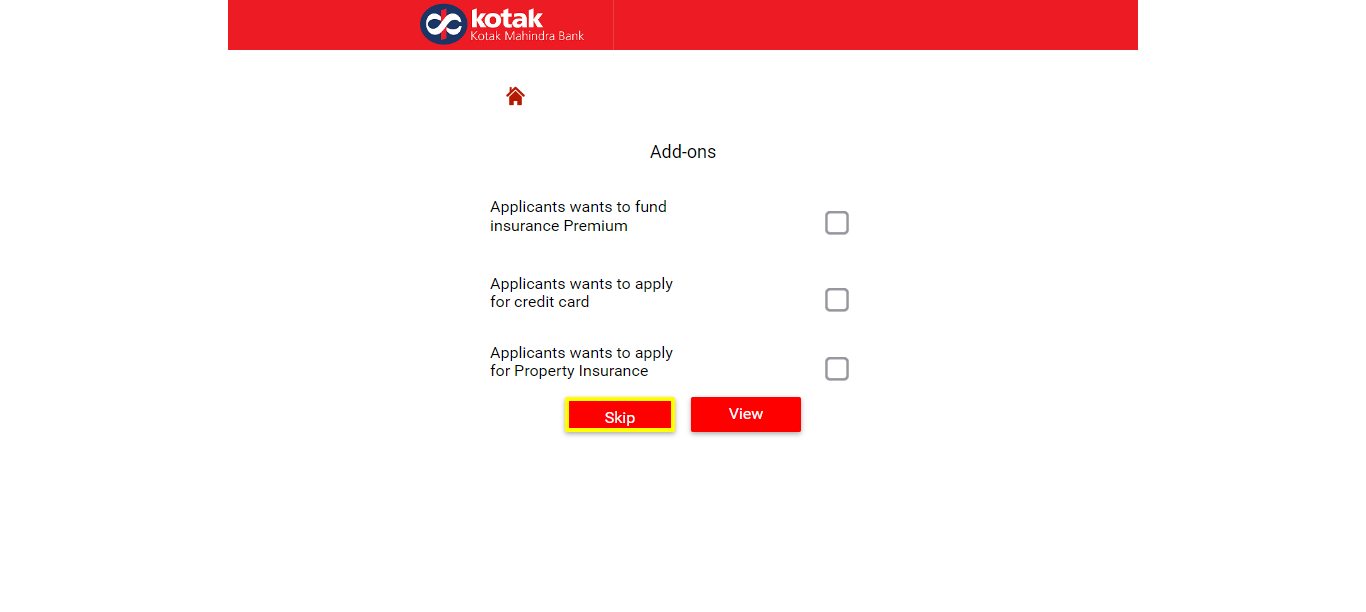 kotak
Kotak Mahindra Bank
Add-ons
Applicants wants to fund
insurance Premium
Applicants wants to apply
for credit card
Applicants wants to apply
for Property Insurance
Skip
View